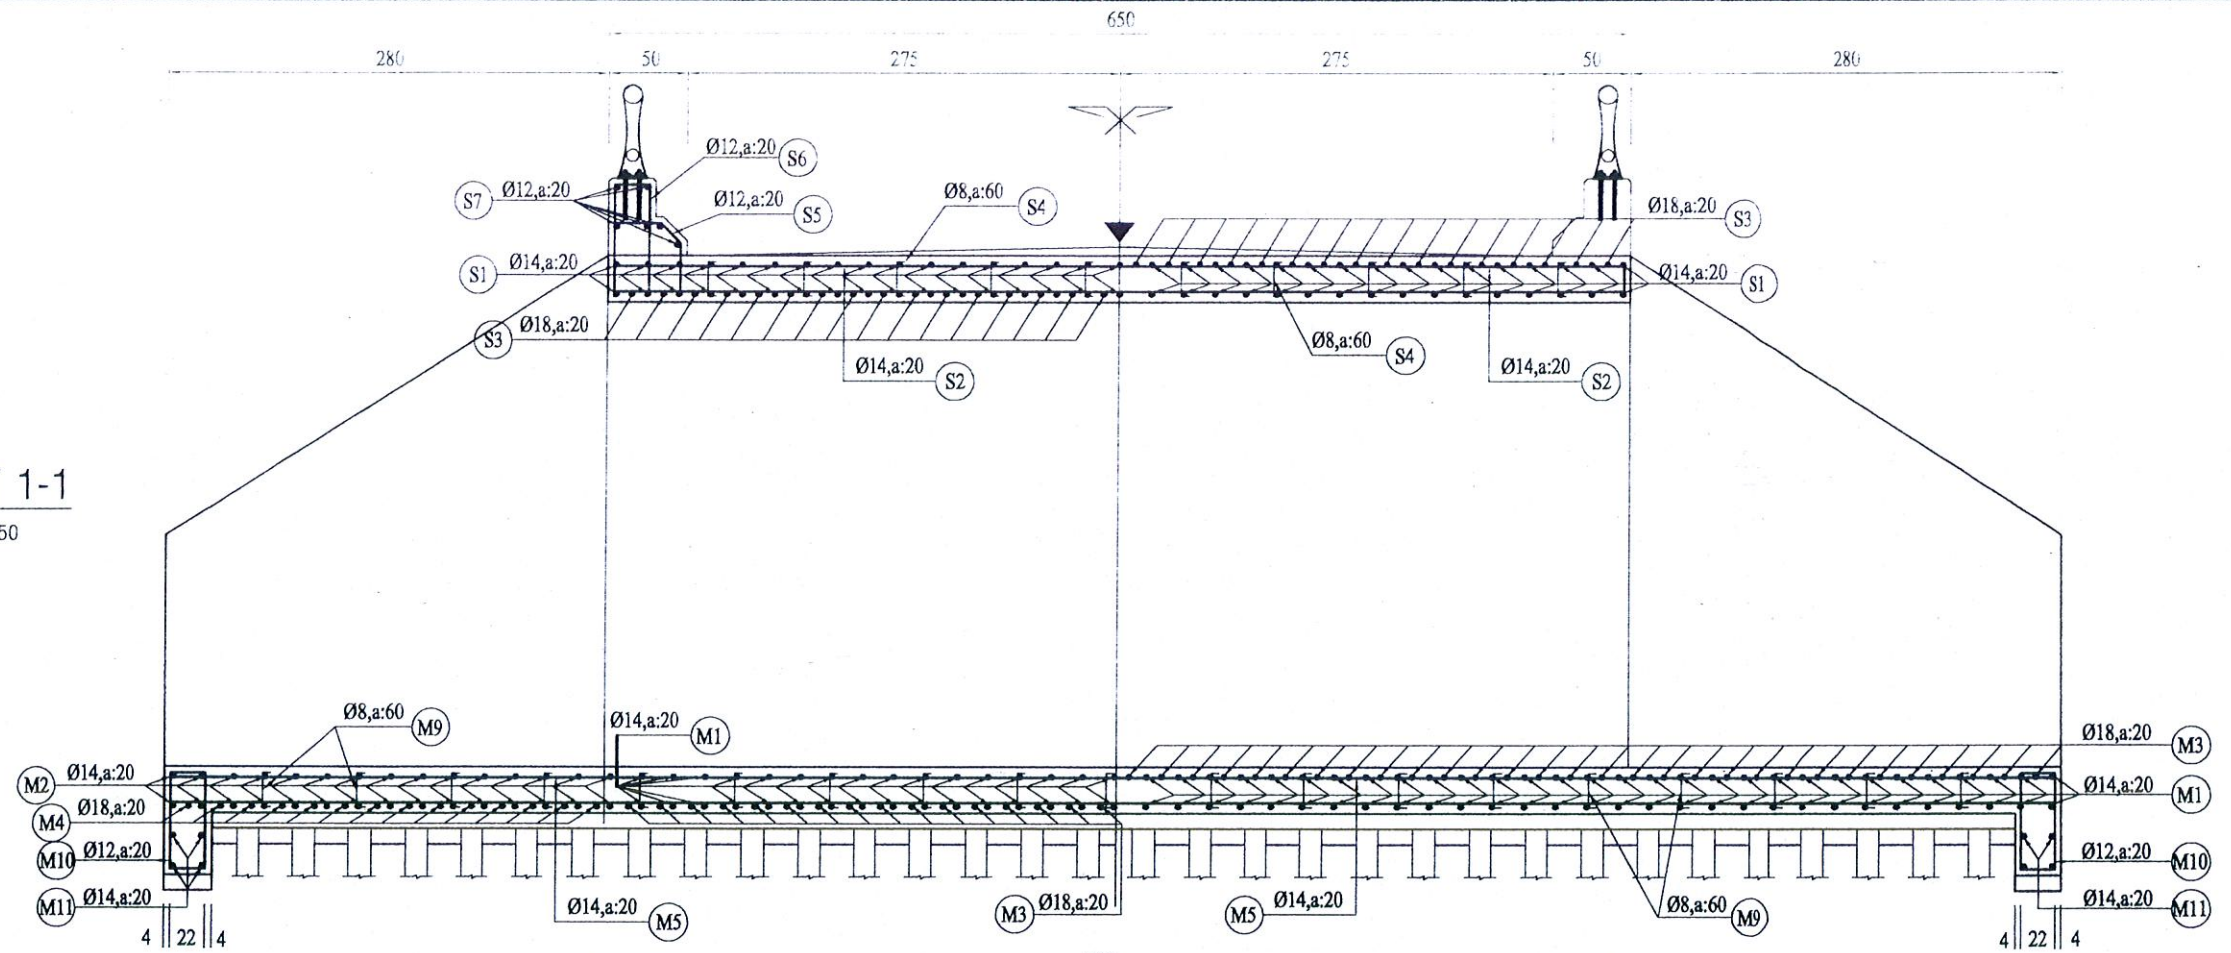 650
280 50 275 275 50 280
Ø12,a:20 S6
S7 Ø12,a:20
Ø12,a:20 S5
Ø8,a:60 S4
Ø18,a:20 S3
S1 Ø14,a:20
Ø14,a:20 S1
S3 Ø18,a:20
Ø8,a:60 S4
Ø14,a:20 S2
Ø14,a:20 S2
1-1
50
Ø8,a:60 M9
Ø14,a:20 M1
Ø18,a:20 M3
M2 Ø14,a:20
Ø14,a:20 M1
M4 Ø18,a:20
M10 Ø12,a:20
Ø12,a:20 M10
M11 Ø14,a:20
Ø14,a:20 M5
M3 Ø18,a:20
M5 Ø14,a:20
Ø8,a:60 M9
Ø14,a:20 M11
4 22 4
4 22 4